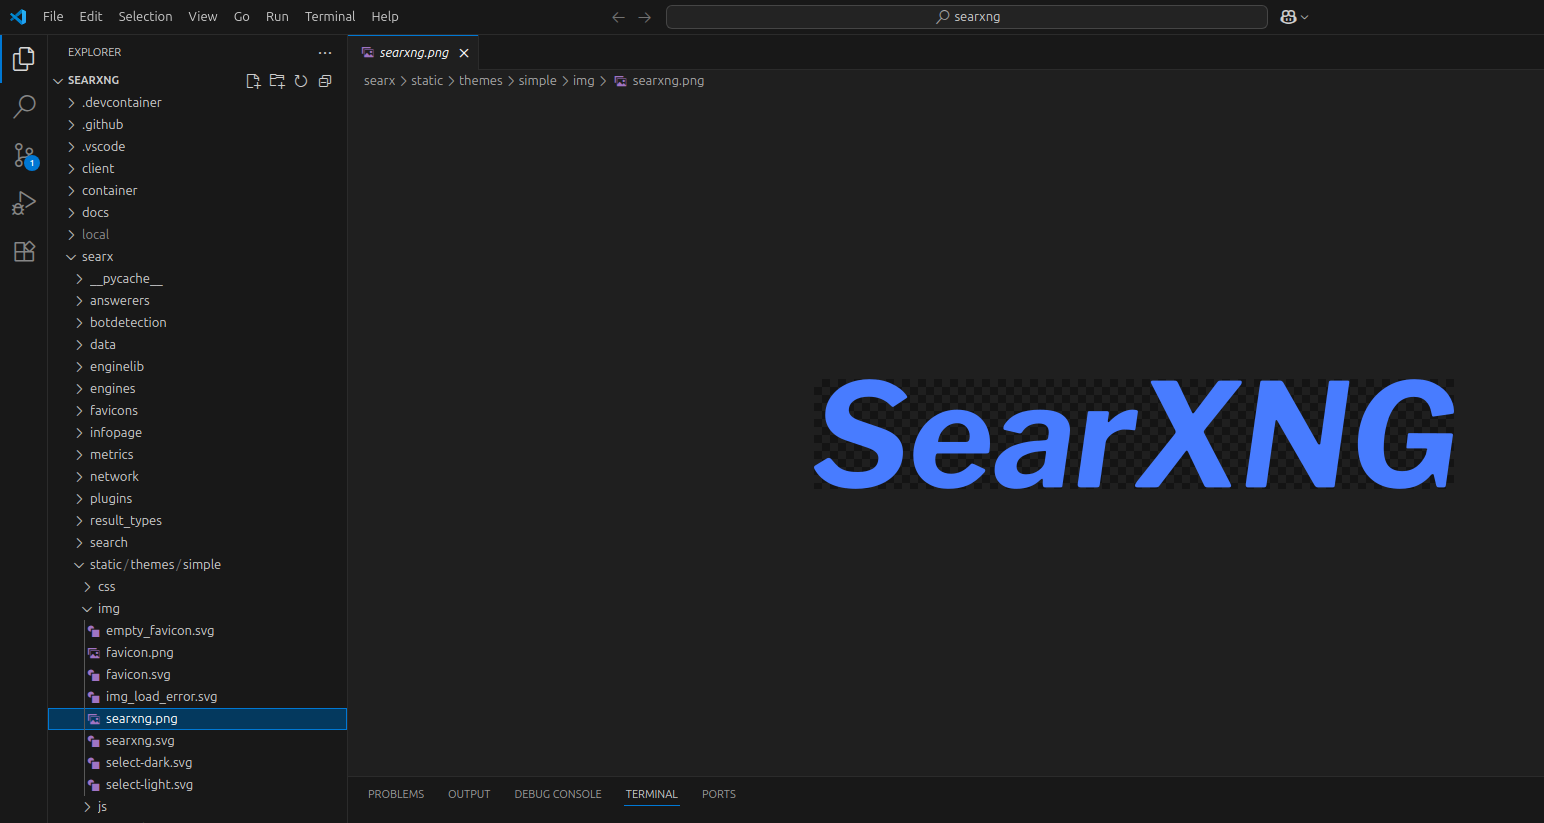 File Edit Selection View Go Run Terminal Help
searxng
EXPLORER
SEARXNG
.devcontainer
.github
.vscode
client
container
docs
local
searx
__pycache__
answerers
botdetection
data
enginelib
engines
favicons
infopage
metrics
network
plugins
result_types
search
static/themes/simple
css
img
empty_favicon.svg
favicon.png
favicon.svg
img_load_error.svg
searxng.png
searxng.svg
select-dark.svg
select-light.svg
js
1
searxng.png
searx > static > themes > simple > img > searxng.png
SearXNG
PROBLEMS OUTPUT DEBUG CONSOLE TERMINAL PORTS